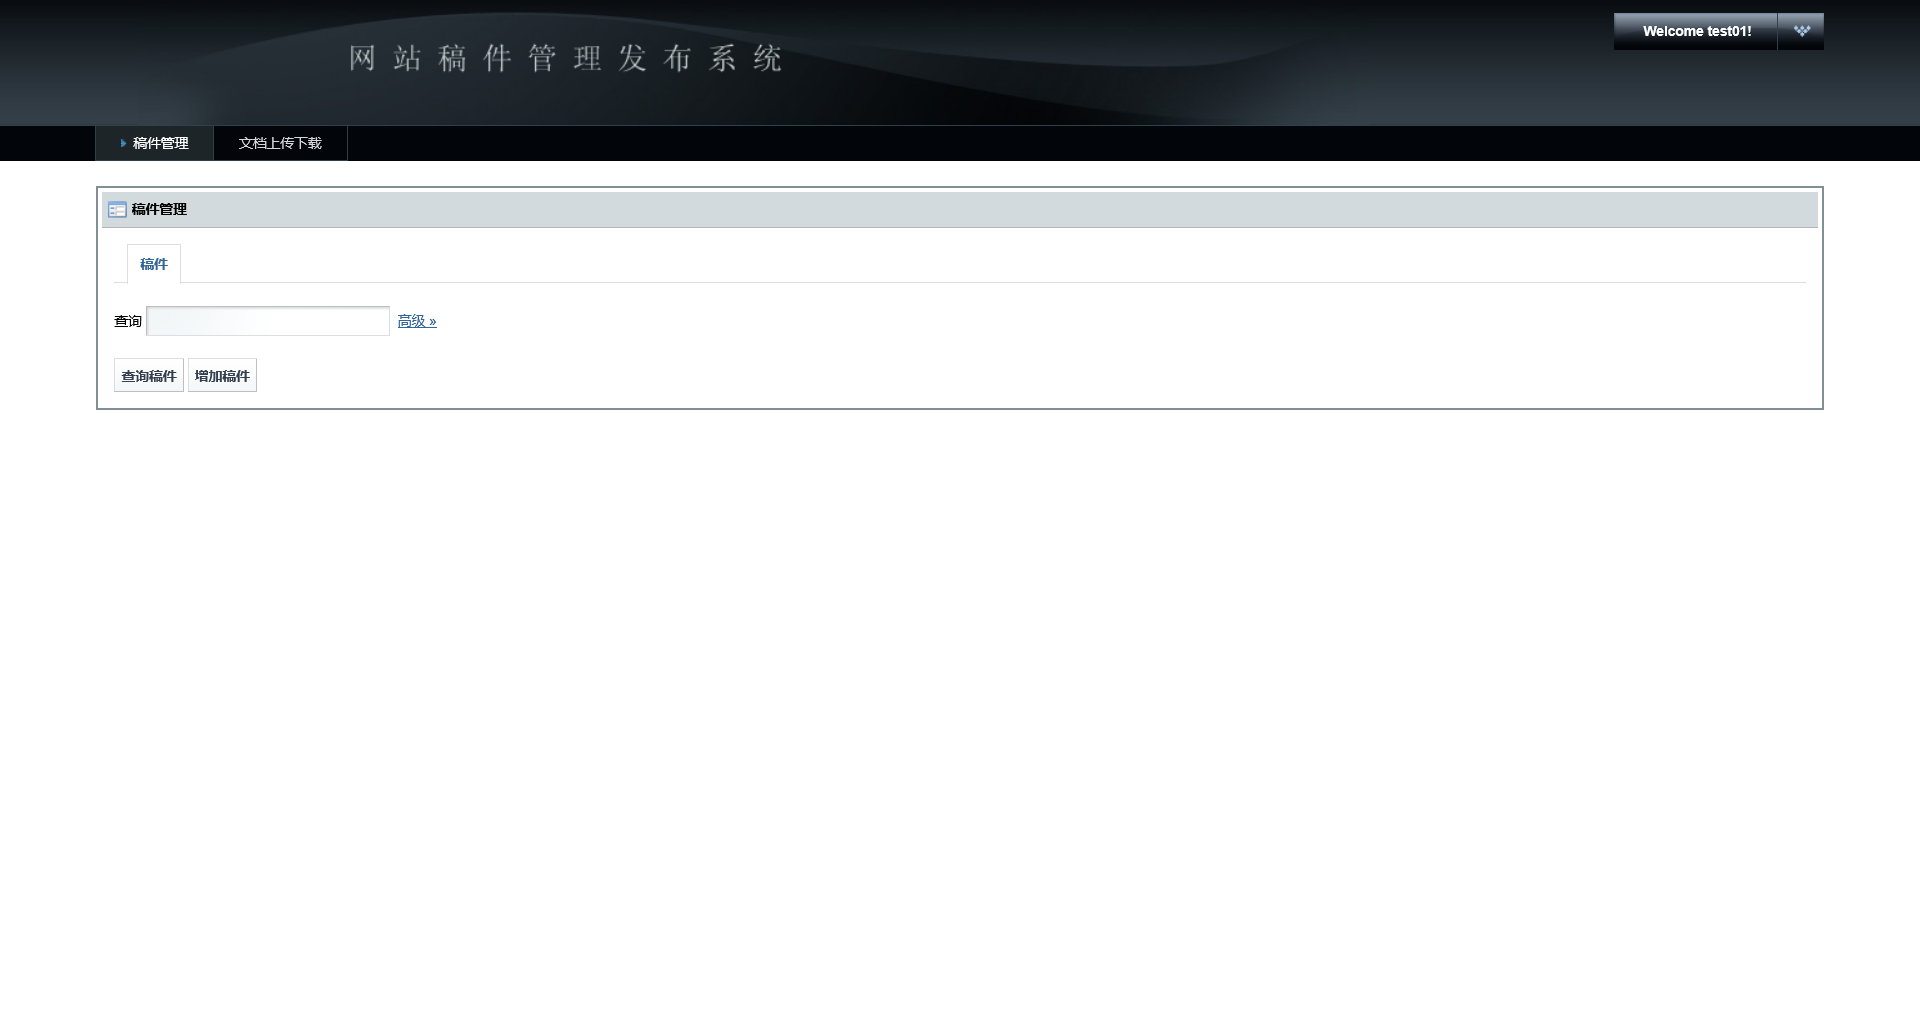 网站稿件管理发布系统
Welcome test01!
稿件管理 文档上传下载
稿件管理
稿件
查询 高级 »
查询稿件 增加稿件